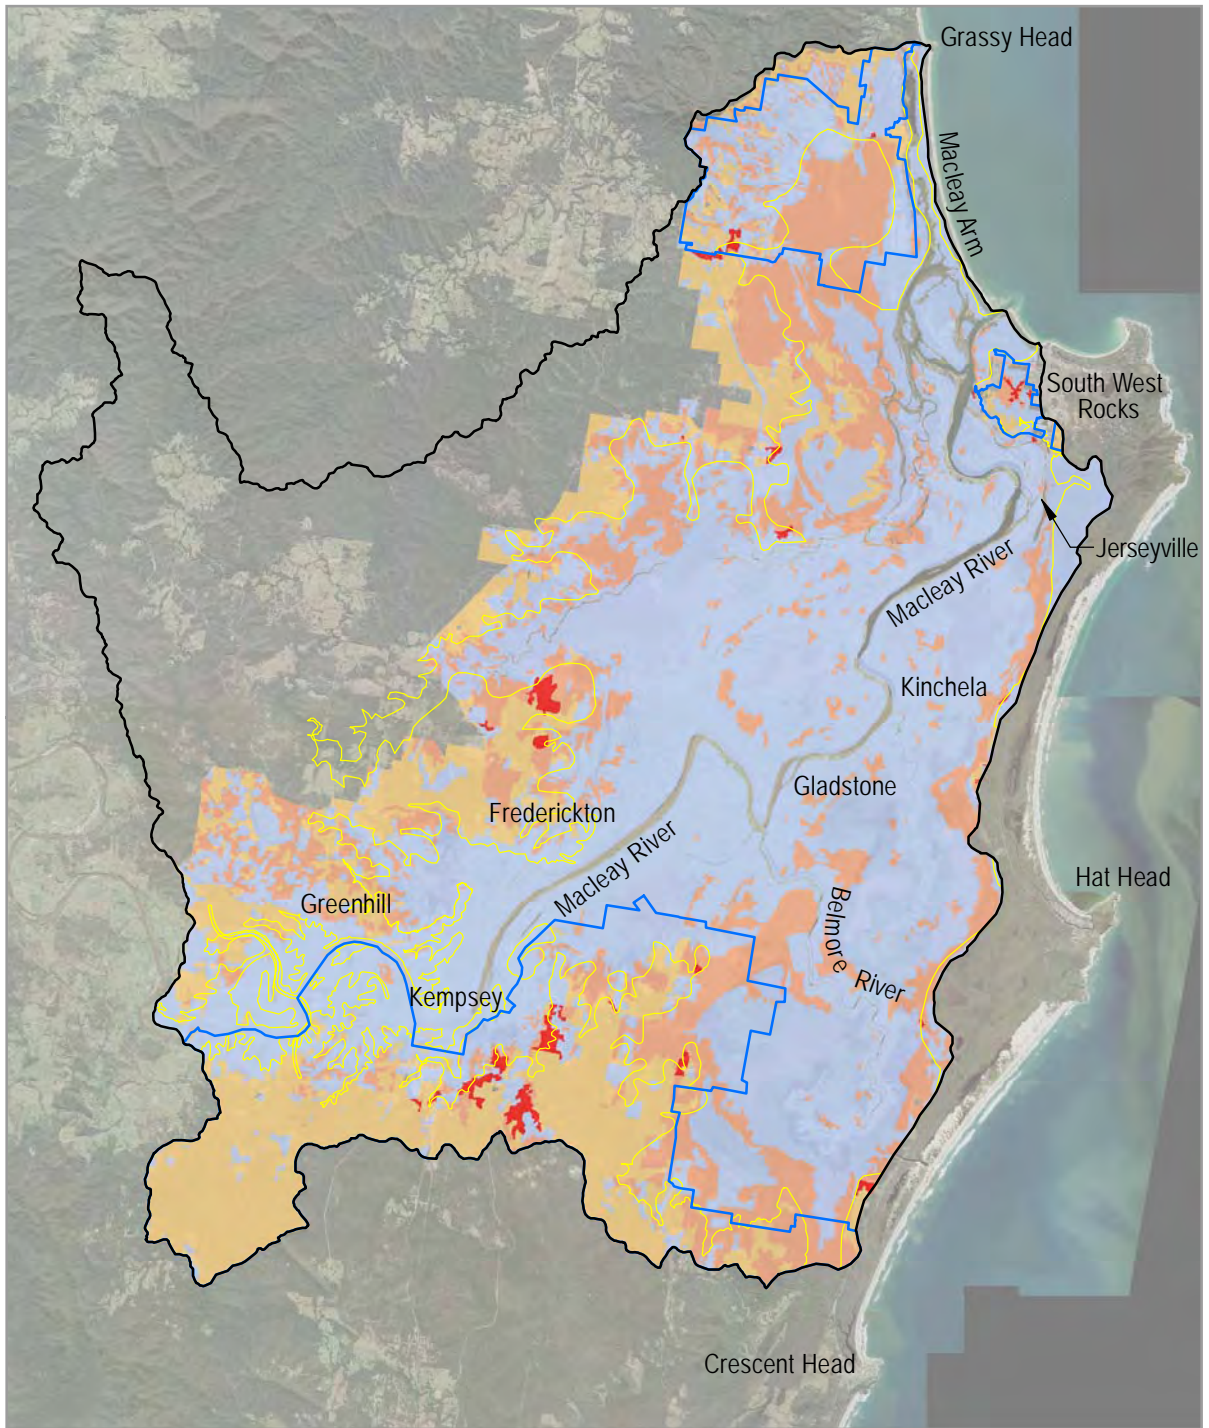 Grassy Head
Macleay Arm
South West
Rocks
Jerseyville
Macleay River
Kinchela
Gladstone
Frederickton
Macleay River
Hat Head
Greenhill
Belmore River
Kempsey
Crescent Head